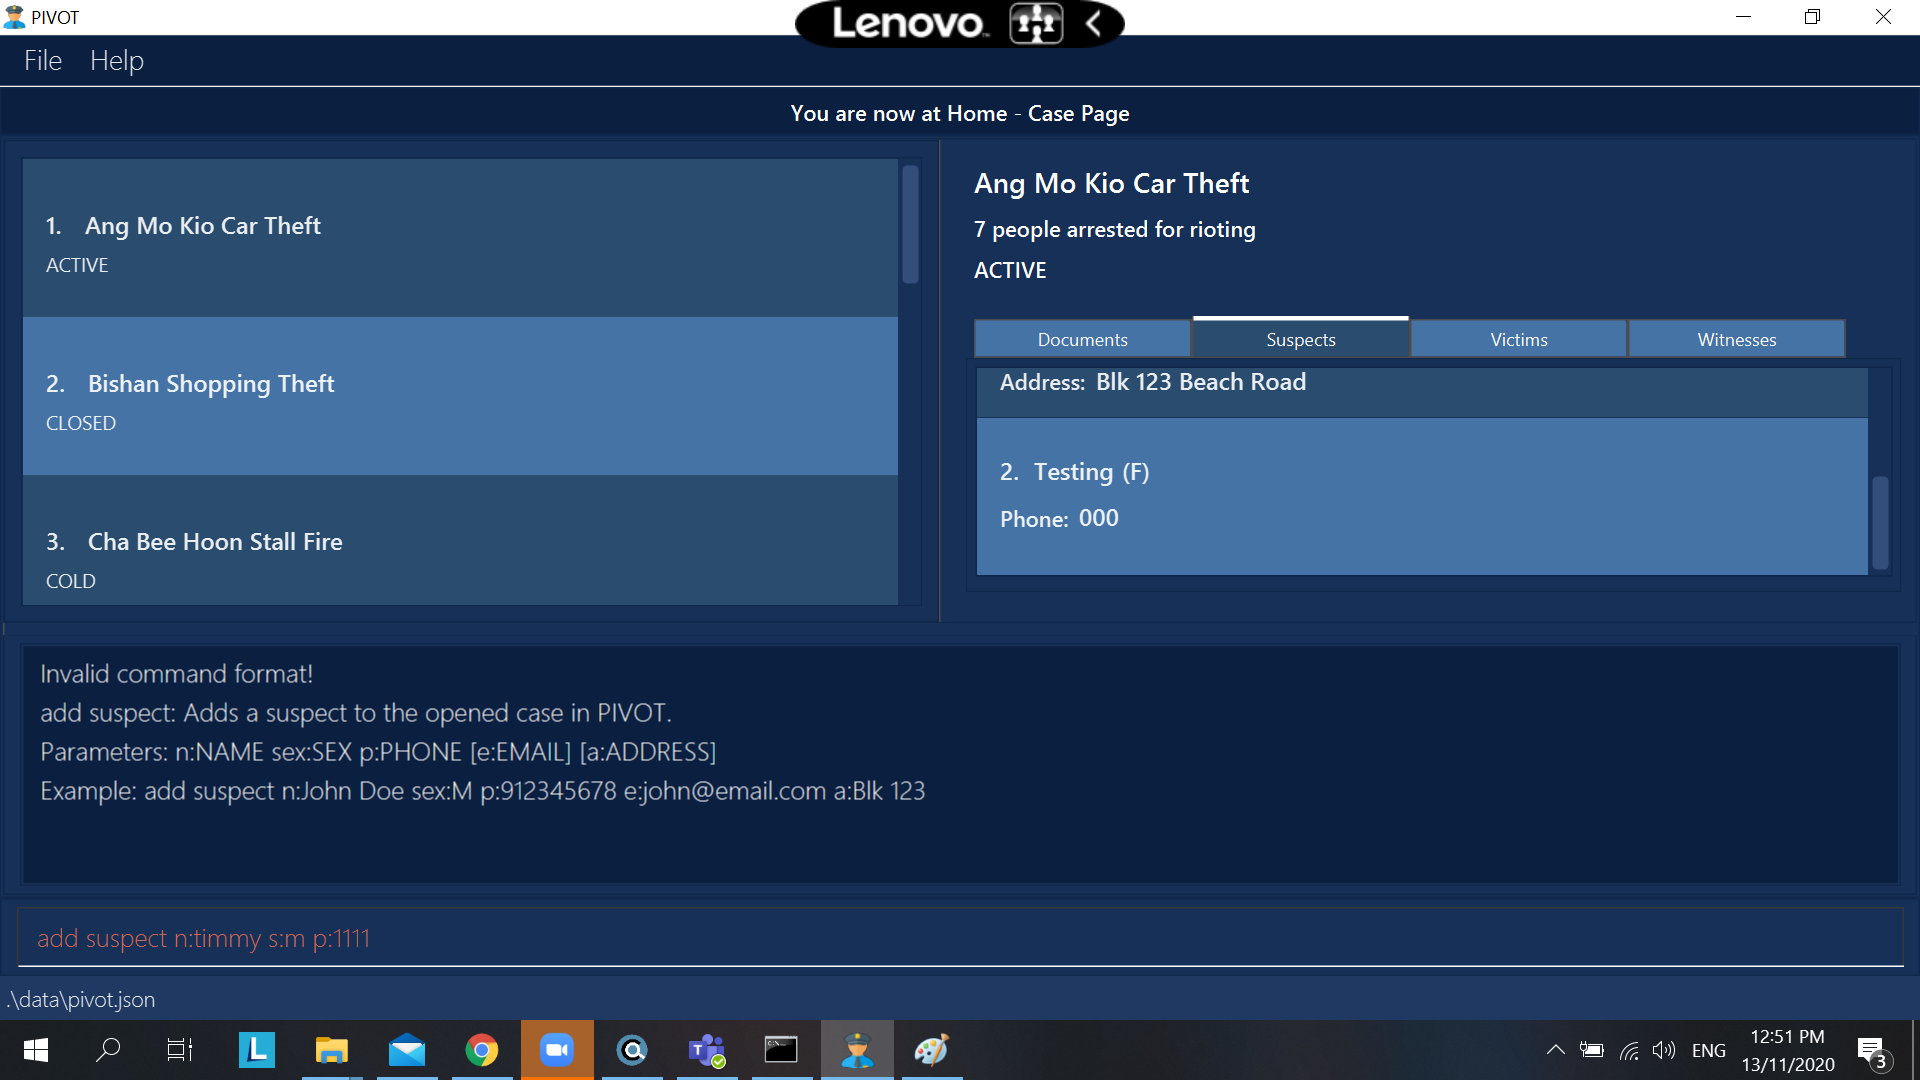 PIVOT
Lenovo
File Help
You are now at Home - Case Page
1. Ang Mo Kio Car Theft
ACTIVE
2. Bishan Shopping Theft
CLOSED
3. Cha Bee Hoon Stall Fire
COLD
Ang Mo Kio Car Theft
7 people arrested for rioting
ACTIVE
Documents Suspects Victims Witnesses
Address: Blk 123 Beach Road
2. Testing (F)
Phone: 000
Invalid command format!
add suspect: Adds a suspect to the opened case in PIVOT.
Parameters: n:NAME sex:SEX p:PHONE [e:EMAIL] [a:ADDRESS]
Example: add suspect n:John Doe sex:M p:912345678 e:john@email.com a:Blk 123
add suspect n:timmy s:m p:1111
.\data\pivot.json
L
T
ENG
12:51 PM
13/11/2020
3